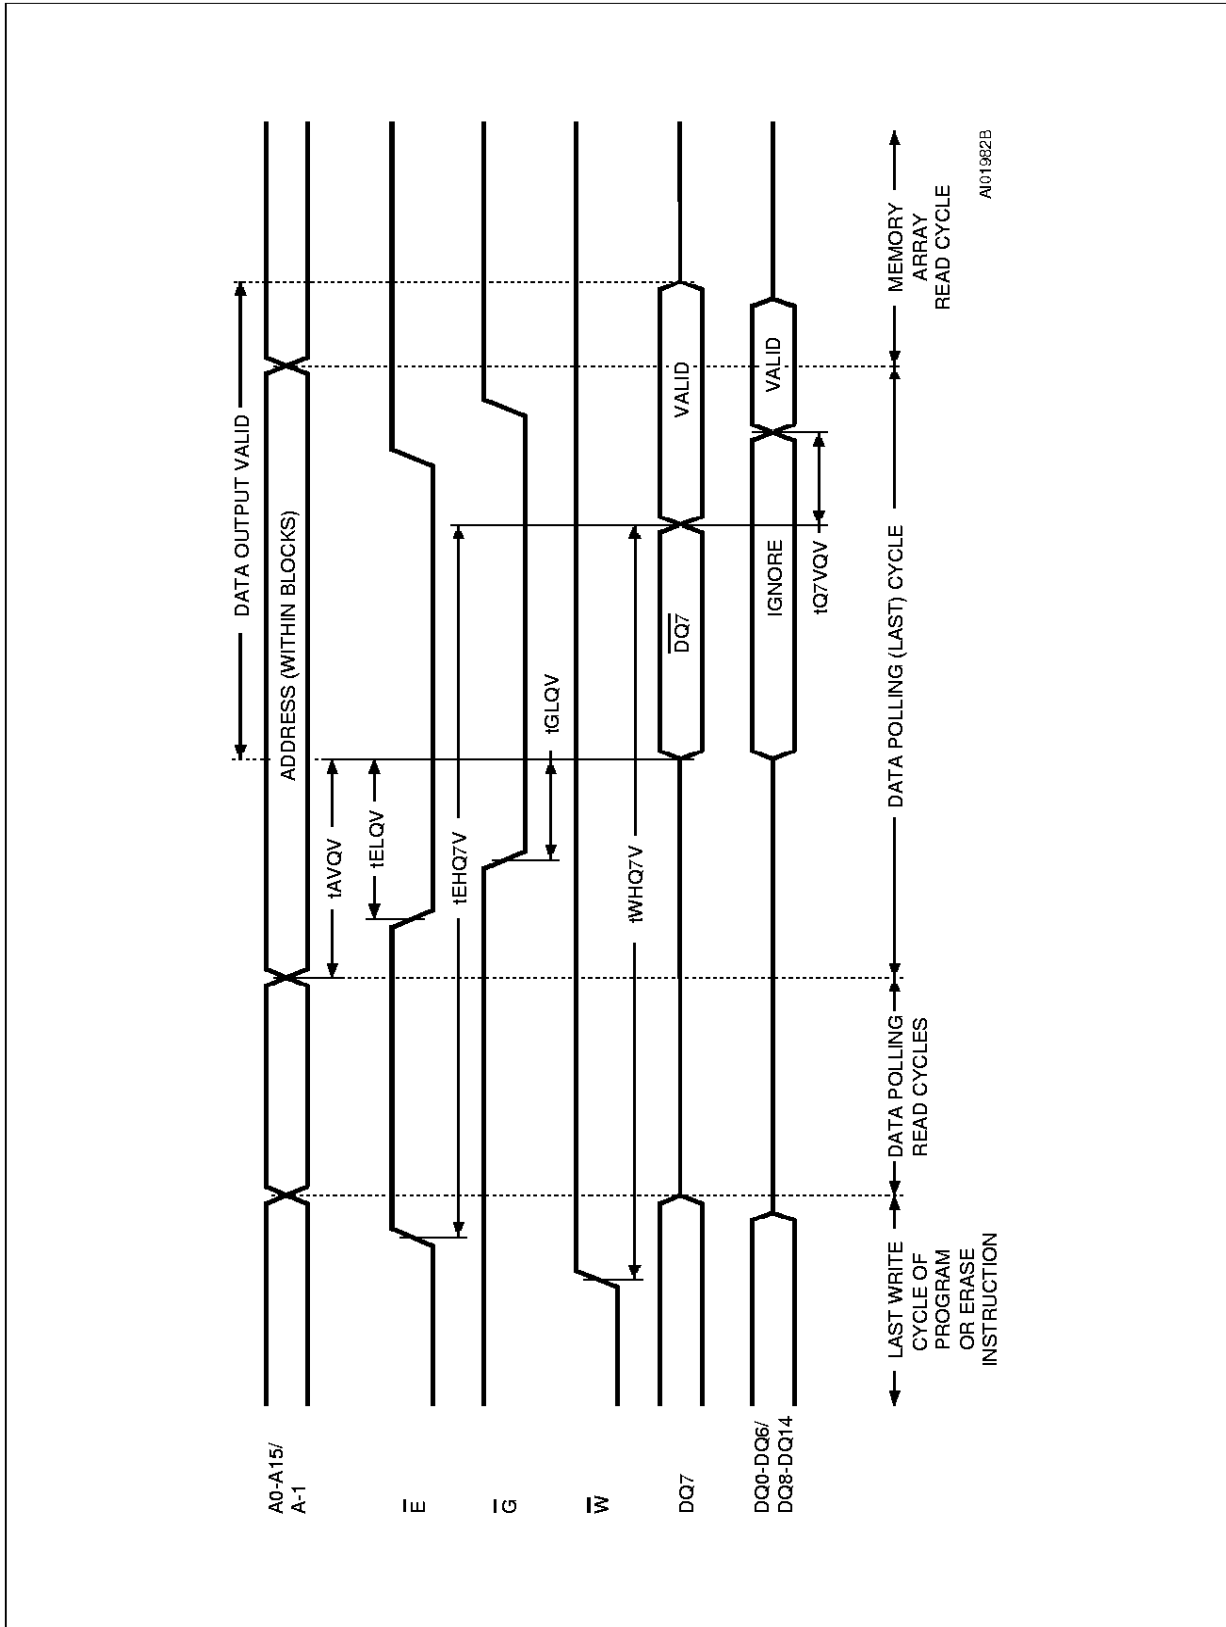 A0-A15/
A-1
ADDRESS (WITHIN BLOCKS)
DATA OUTPUT VALID
tAVQV
tELQV
E
tEHQ7V
G
tGLQV
W
tWHQ7V
DQ7
DQ7
VALID
DQ0-DQ6/
DQ8-DQ14
IGNORE
VALID
tQ7VQV
LAST WRITE
CYCLE OF
PROGRAM
OR ERASE
INSTRUCTION
DATA POLLING
READ CYCLES
DATA POLLING (LAST) CYCLE
MEMORY
ARRAY
READ CYCLE
AI01982B